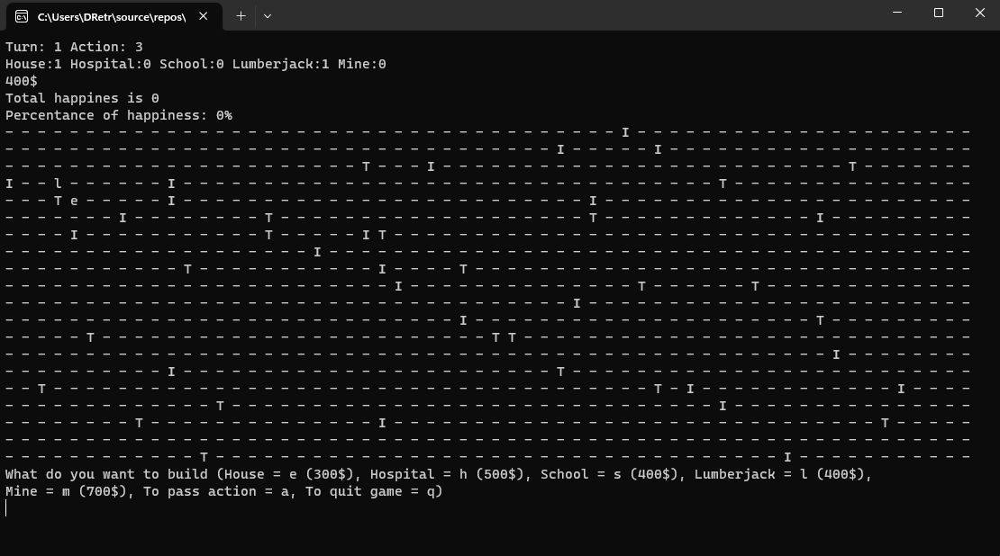 C:\Users\DRetr\source\repos\
Turn: 1 Action: 3
House:1 Hospital:0 School:0 Lumberjack:1 Mine:0
400$
Total happines is 0
Percentance of happiness: 0%
- - - - - - - - - - - - - - - - - - - - - - - - - - - - - - - - - - - - - - I - - - - - - - - - - - - - - - - - - - - -
- - - - - - - - - - - - - - - - - - - - - - - - - - - - - - - - - - I - - - - - I - - - - - - - - - - - - - - - - - - -
- - - - - - - - - - - - - - - - - - - - - - T - - - I - - - - - - - - - - - - - - - - - - - - - - - - - T - - - - - - -
I - - l - - - - - - I - - - - - - - - - - - - - - - - - - - - - - - - - - - - - - - - - T - - - - - - - - - - - - - - -
- - - T e - - - - - I - - - - - - - - - - - - - - - - - - - - - - - - - I - - - - - - - - - - - - - - - - - - - - - - -
- - - - - - - I - - - - - - - - T - - - - - - - - - - - - - - - - - - - T - - - - - - - - - - - - - I - - - - - - - - -
- - - - I - - - - - - - - - - - T - - - - - I T - - - - - - - - - - - - - - - - - - - - - - - - - - - - - - - - - - - -
- - - - - - - - - - - - - - - - - - - I - - - - - - - - - - - - - - - - - - - - - - - - - - - - - - - - - - - - - - - -
- - - - - - - - - - - T - - - - - - - - - - - I - - - - T - - - - - - - - - - - - - - - - - - - - - - - - - - - - - - -
- - - - - - - - - - - - - - - - - - - - - - - - I - - - - - - - - - - - - - - T - - - - - - T - - - - - - - - - - - - -
- - - - - - - - - - - - - - - - - - - - - - - - - - - - - - - - - - - I - - - - - - - - - - - - - - - - - - - - - - - -
- - - - - - - - - - - - - - - - - - - - - - - - - - - - I - - - - - - - - - - - - - - - - - - - - - T - - - - - - - - -
- - - - - T - - - - - - - - - - - - - - - - - - - - - - - - T T - - - - - - - - - - - - - - - - - - - - - - - - - - - -
- - - - - - - - - - - - - - - - - - - - - - - - - - - - - - - - - - - - - - - - - - - - - - - - - - - I - - - - - - - -
- - - - - - - - - - I - - - - - - - - - - - - - - - - - - - - - - - T - - - - - - - - - - - - - - - - - - - - - - - - -
- - T - - - - - - - - - - - - - - - - - - - - - - - - - - - - - - - - - - - - - T - I - - - - - - - - - - - - I - - - -
- - - - - - - - - - - - - T - - - - - - - - - - - - - - - - - - - - - - - - - - - - - - I - - - - - - - - - - - - - - -
- - - - - - - - T - - - - - - - - - - - - - - I - - - - - - - - - - - - - - - - - - - - - - - - - - - - - - T - - - - -
- - - - - - - - - - - - - - - - - - - - - - - - - - - - - - - - - - - - - - - - - - - - - - - - - - - - - - - - - - - -
- - - - - - - - - - - - T - - - - - - - - - - - - - - - - - - - - - - - - - - - - - - - - - - - I - - - - - - - - - - -
What do you want to build (House = e (300$), Hospital = h (500$), School = s (400$), Lumberjack = l (400$),
Mine = m (700$), To pass action = a, To quit game = q)